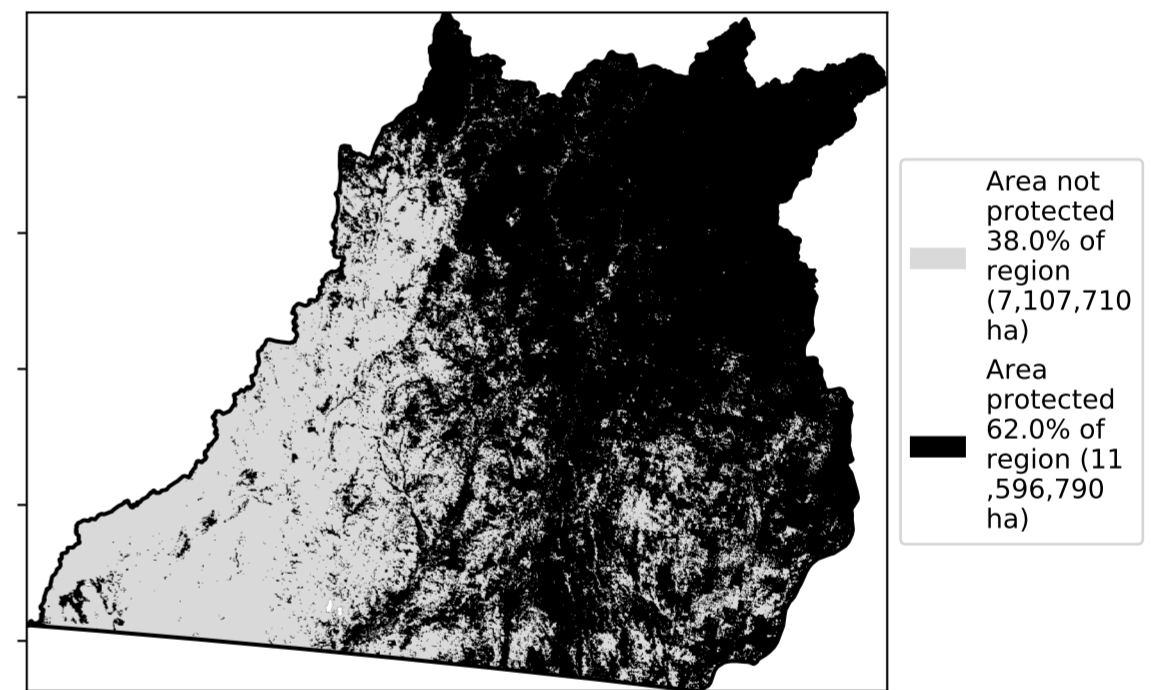 Area not
protected
38.0% of
region
(7,107,710
ha)
Area
protected
62.0% of
region (11
,596,790
ha)